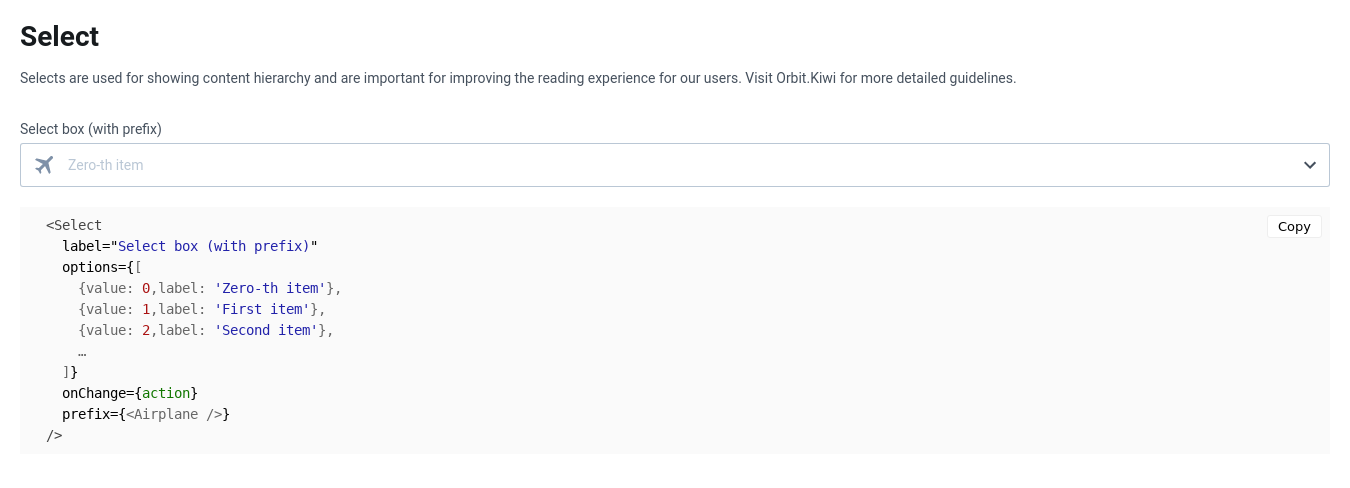 Select
Selects are used for showing content hierarchy and are important for improving the reading experience for our users. Visit Orbit.Kiwi for more detailed guidelines.
Select box (with prefix)
Zero-th item
<Select
  label="Select box (with prefix)"
  options={[
    {value: 0,label: 'Zero-th item'},
    {value: 1,label: 'First item'},
    {value: 2,label: 'Second item'},
    …
  ]}
  onChange={action}
  prefix={<Airplane />}
/>
Copy